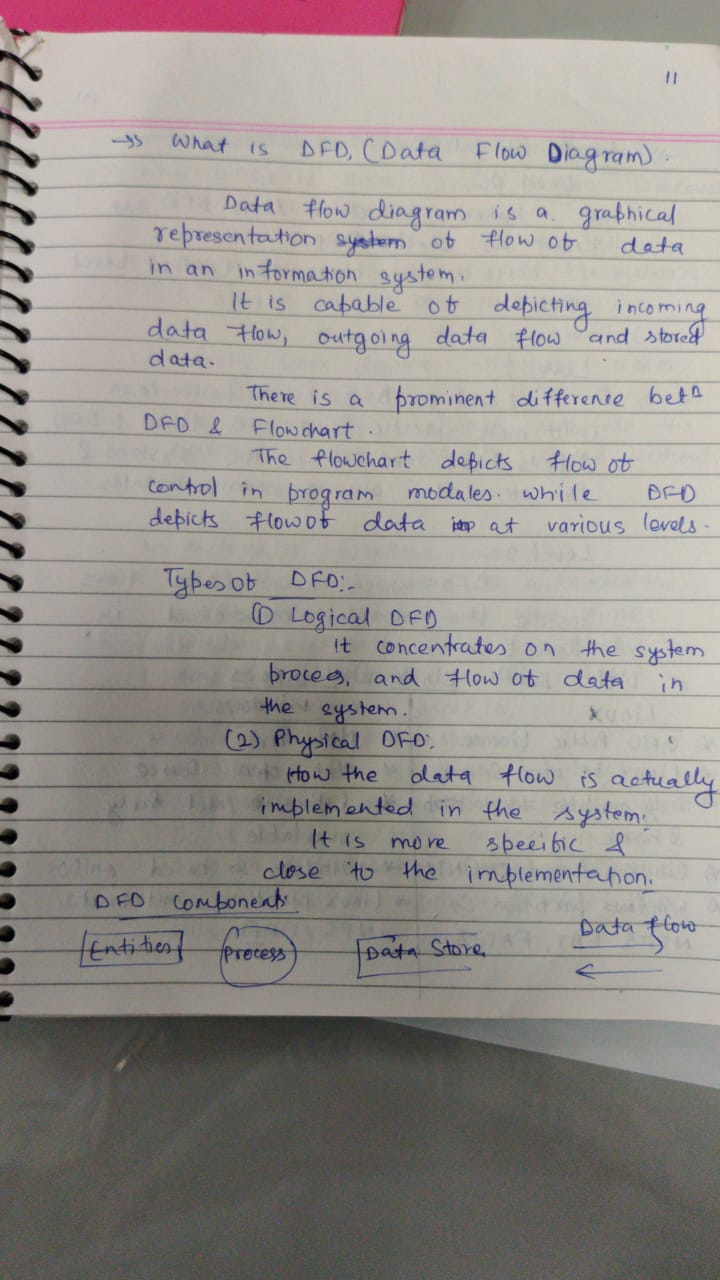 11
→ What is DFD, (Data Flow Diagram).
Data flow diagram is a graphical
representation system of flow of data
in an information system.
It is capable of depicting incoming
data flow, outgoing data flow and stored
data.
There is a prominent difference betn
DFD & Flowchart.
The flowchart depicts flow of
control in program modales. while DFD
depicts flow of data at various levels.
Types of DFD:-
① Logical DFD
It concentrates on the system
process, and flow of data in
the system.
(2) Physical DFD:
How the data flow is actually
implemented in the system.
It is more specific &
close to the implementation.
DFD Components
Entities Process Data Store Data flow